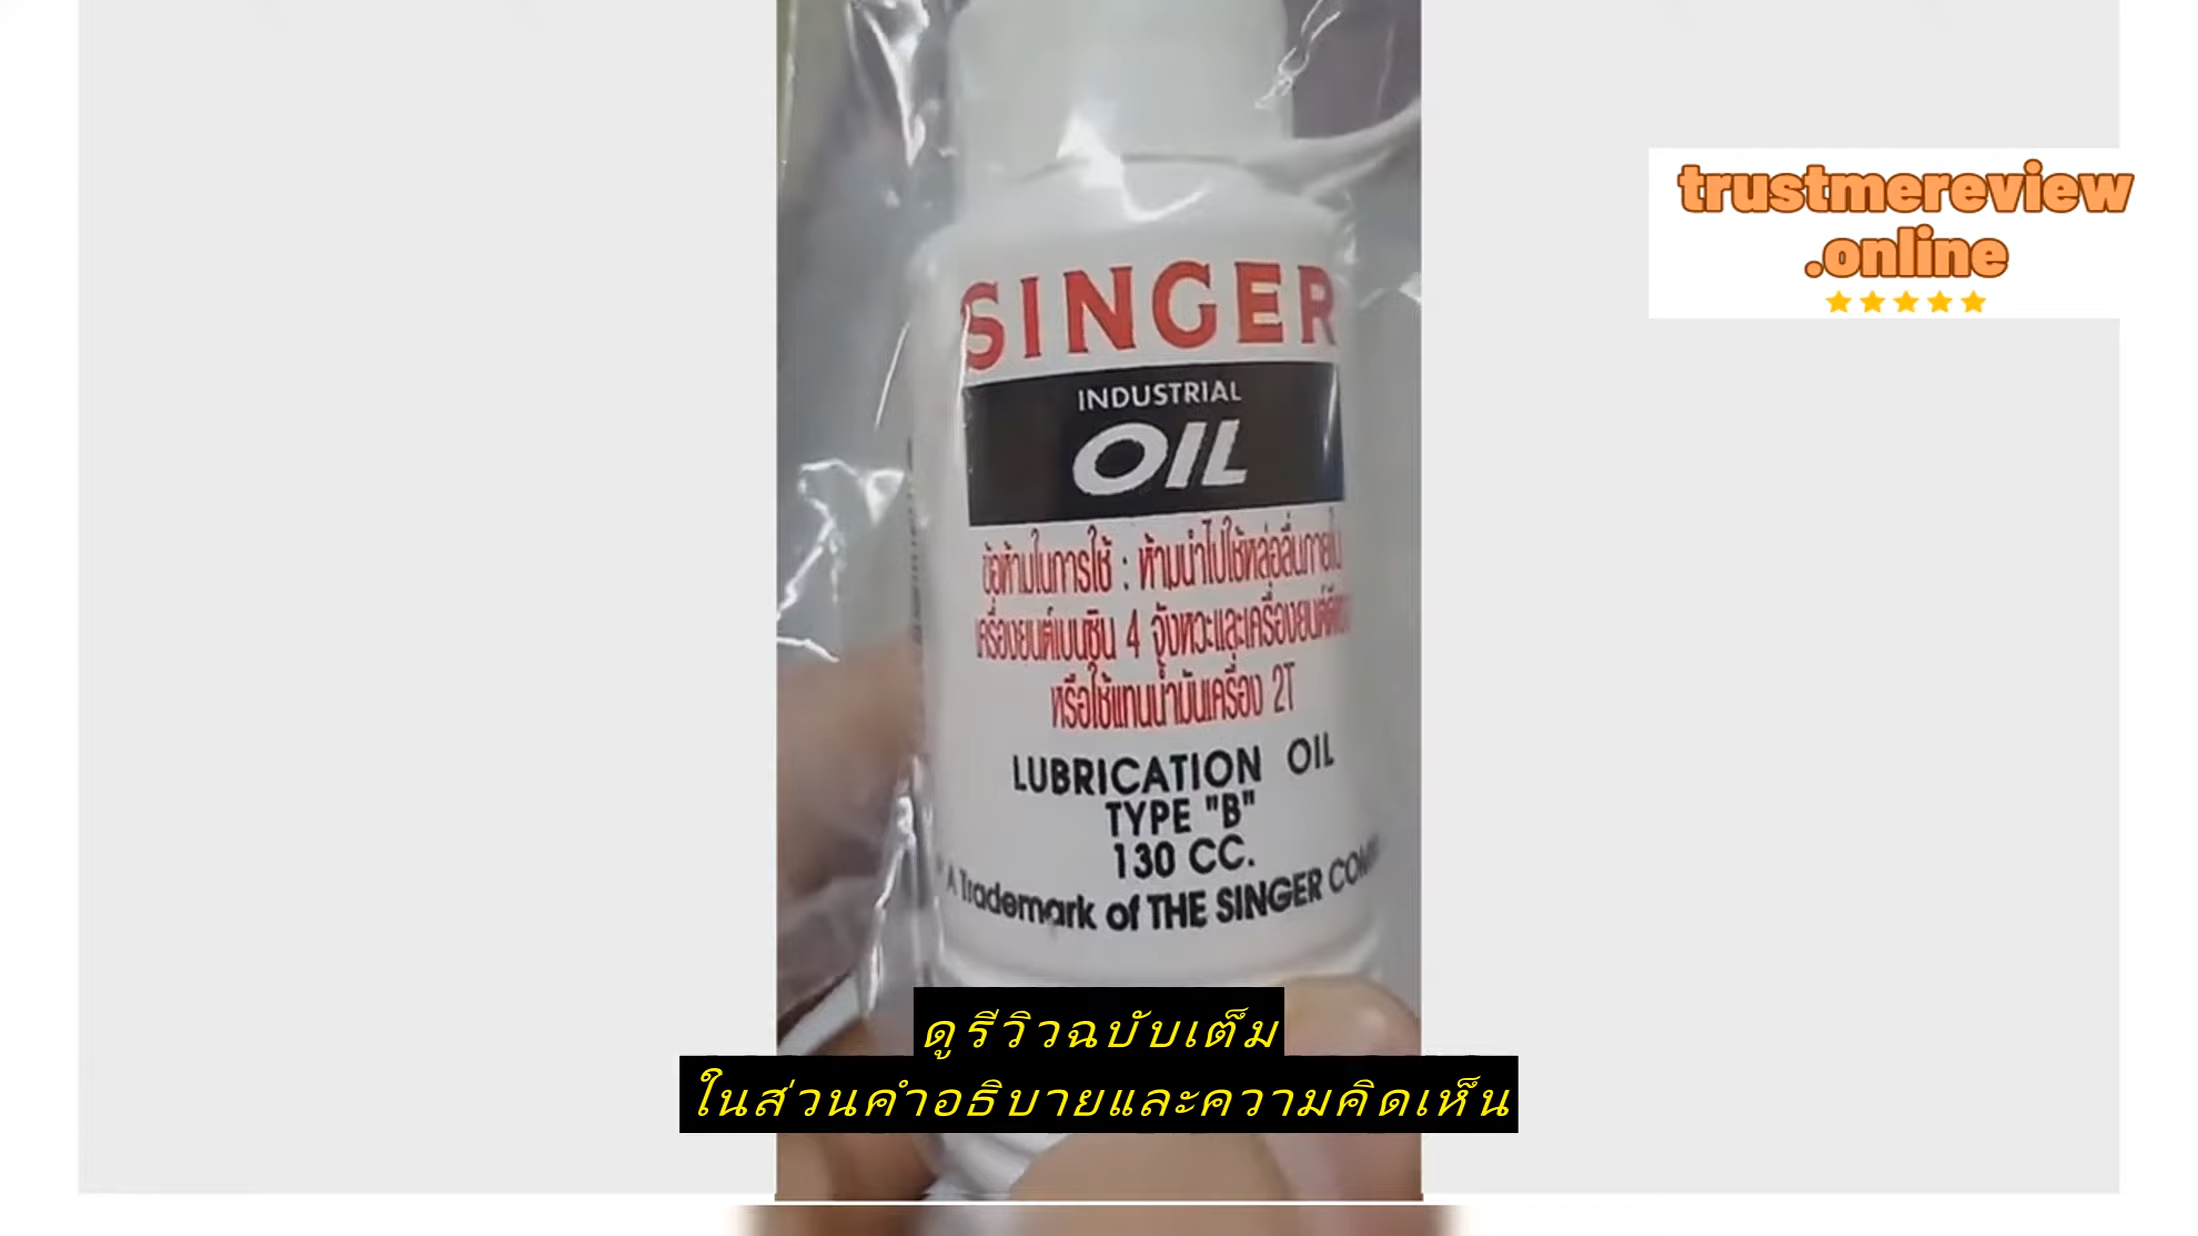 trustmereview
.online
SINGER
INDUSTRIAL
OIL
ข้อห้ามในการใช้ : ห้ามนำไปใช้หล่อลื่นภายใน
เครื่องยนต์เบนซิน 4 จังหวะและเครื่องยนต์ดีเซล
หรือใช้แทนน้ำมันเครื่อง 2T
LUBRICATION OIL
TYPE "B"
130 CC.
A Trademark of THE SINGER
ดูรีวิวฉบับเต็ม
ในส่วนคำอธิบายและความคิดเห็น